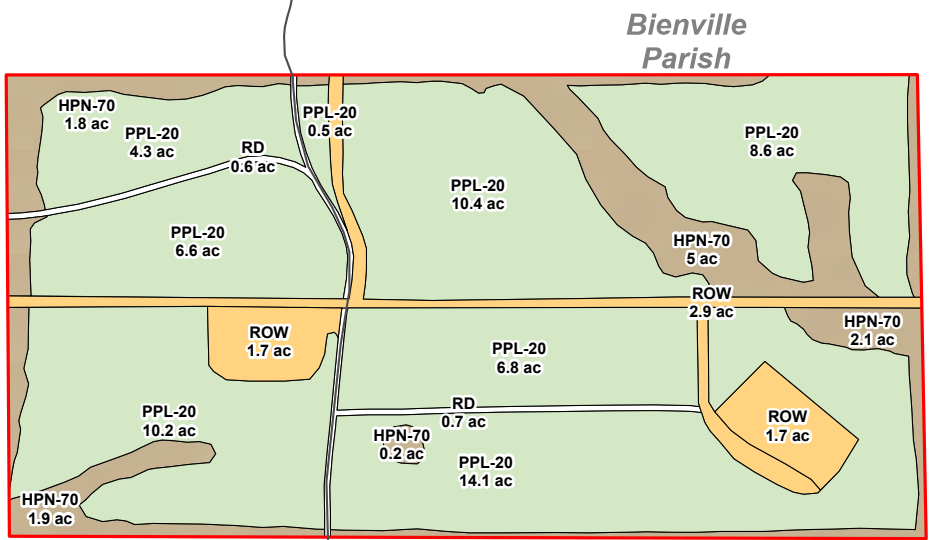 Bienville
Parish
HPN-70
1.8 ac
PPL-20
4.3 ac
RD
0.6 ac
PPL-20
0.5 ac
PPL-20
10.4 ac
PPL-20
8.6 ac
PPL-20
6.6 ac
HPN-70
5 ac
ROW
2.9 ac
ROW
1.7 ac
HPN-70
2.1 ac
PPL-20
6.8 ac
PPL-20
10.2 ac
RD
0.7 ac
HPN-70
0.2 ac
ROW
1.7 ac
PPL-20
14.1 ac
HPN-70
1.9 ac